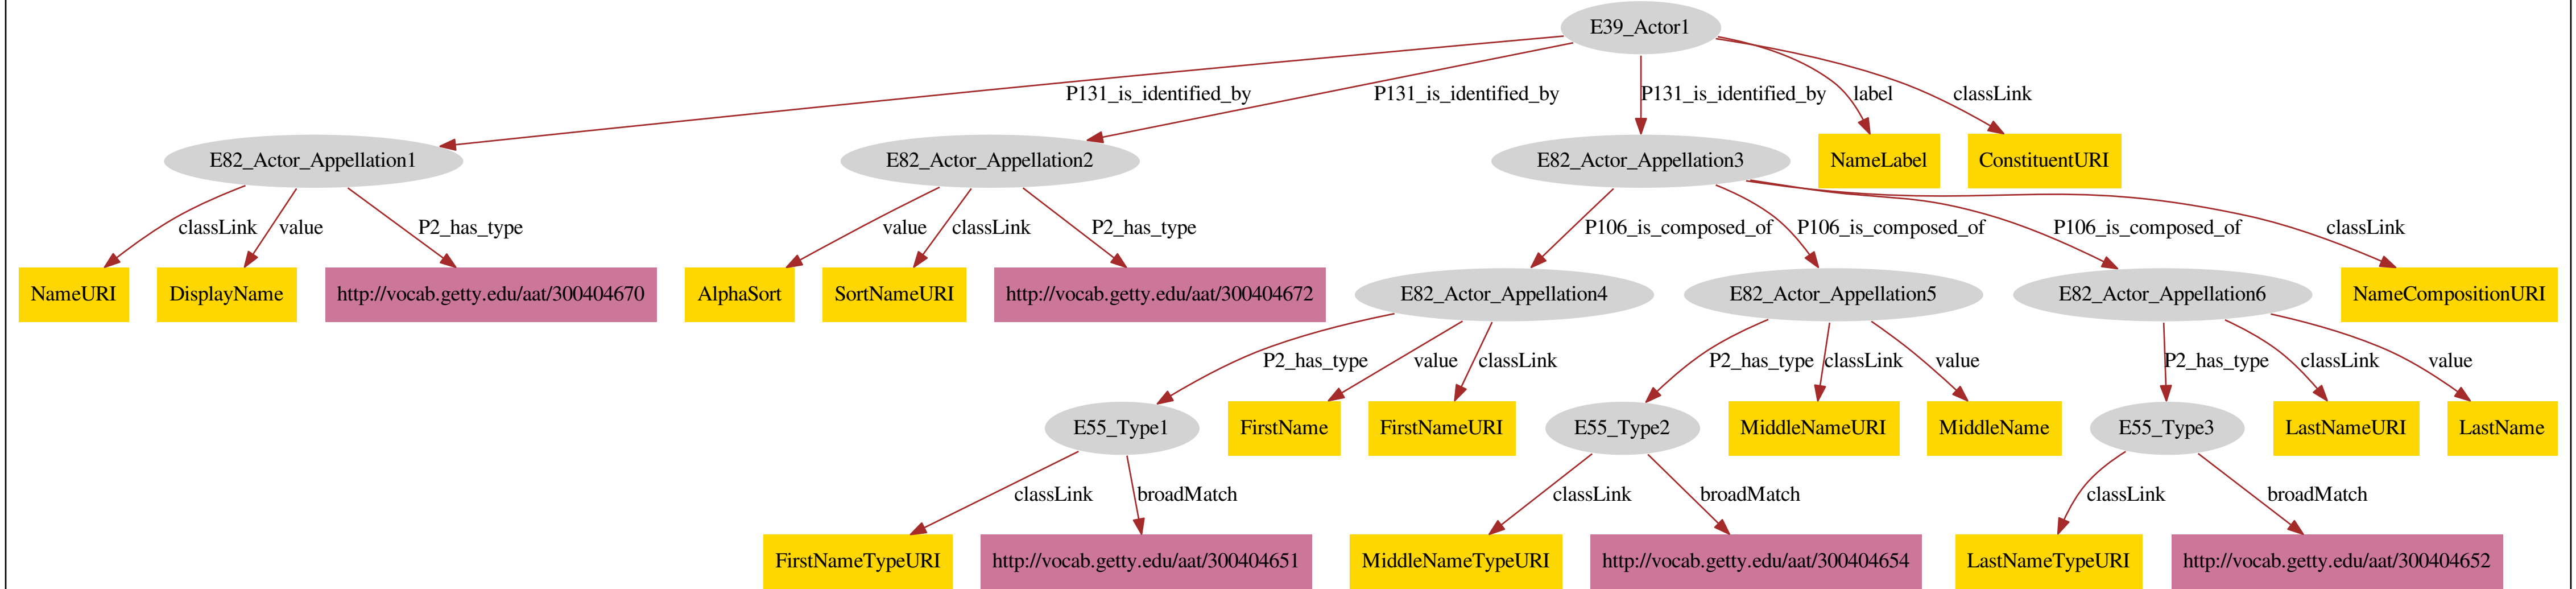 E39_Actor1
P131_is_identified_by P131_is_identified_by P131_is_identified_by label classLink
E82_Actor_Appellation1 E82_Actor_Appellation2 E82_Actor_Appellation3 NameLabel ConstituentURI
classLink value P2_has_type value classLink P2_has_type P106_is_composed_of P106_is_composed_of P106_is_composed_of classLink
NameURI DisplayName http://vocab.getty.edu/aat/300404670 AlphaSort SortNameURI http://vocab.getty.edu/aat/300404672 E82_Actor_Appellation4 E82_Actor_Appellation5 E82_Actor_Appellation6 NameCompositionURI
P2_has_type value classLink P2_has_type classLink value P2_has_type classLink value
E55_Type1 FirstName FirstNameURI E55_Type2 MiddleNameURI MiddleName E55_Type3 LastNameURI LastName
classLink broadMatch classLink broadMatch classLink broadMatch
FirstNameTypeURI http://vocab.getty.edu/aat/300404651 MiddleNameTypeURI http://vocab.getty.edu/aat/300404654 LastNameTypeURI http://vocab.getty.edu/aat/300404652